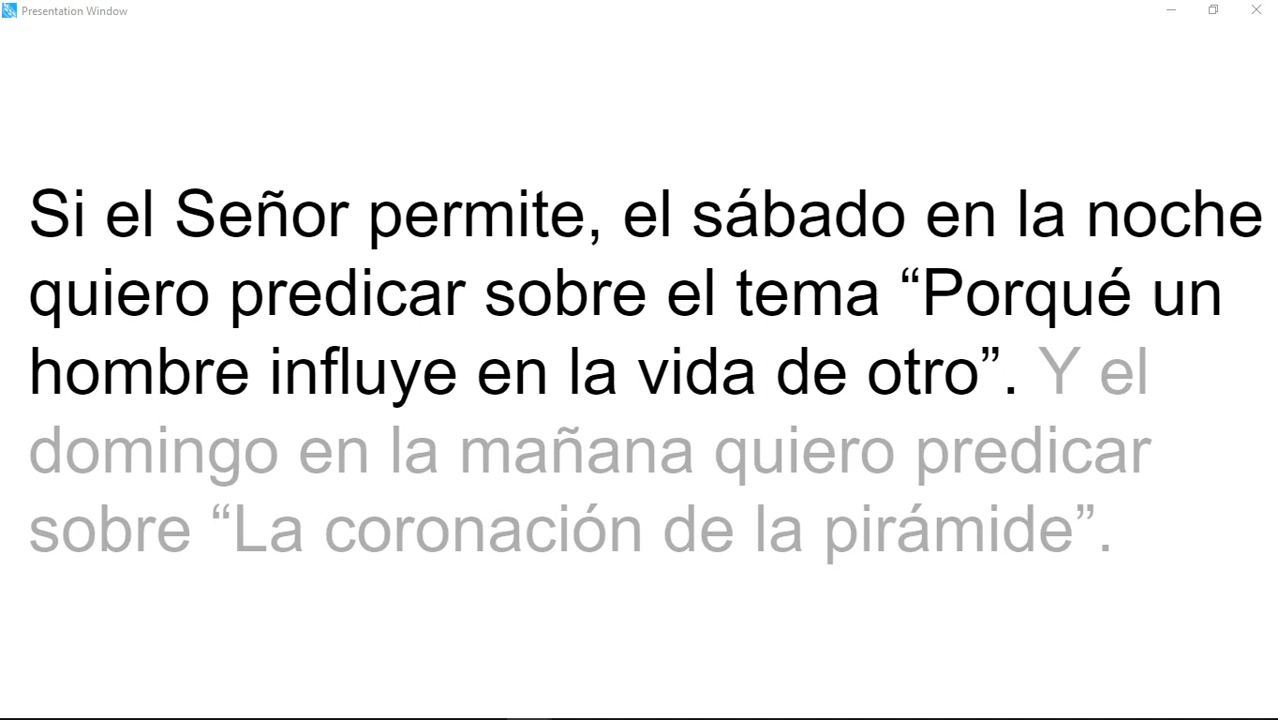 Presentation Window
Si el Señor permite, el sábado en la noche
quiero predicar sobre el tema “Porqué un
hombre influye en la vida de otro”. Y el
domingo en la mañana quiero predicar
sobre “La coronación de la pirámide”.